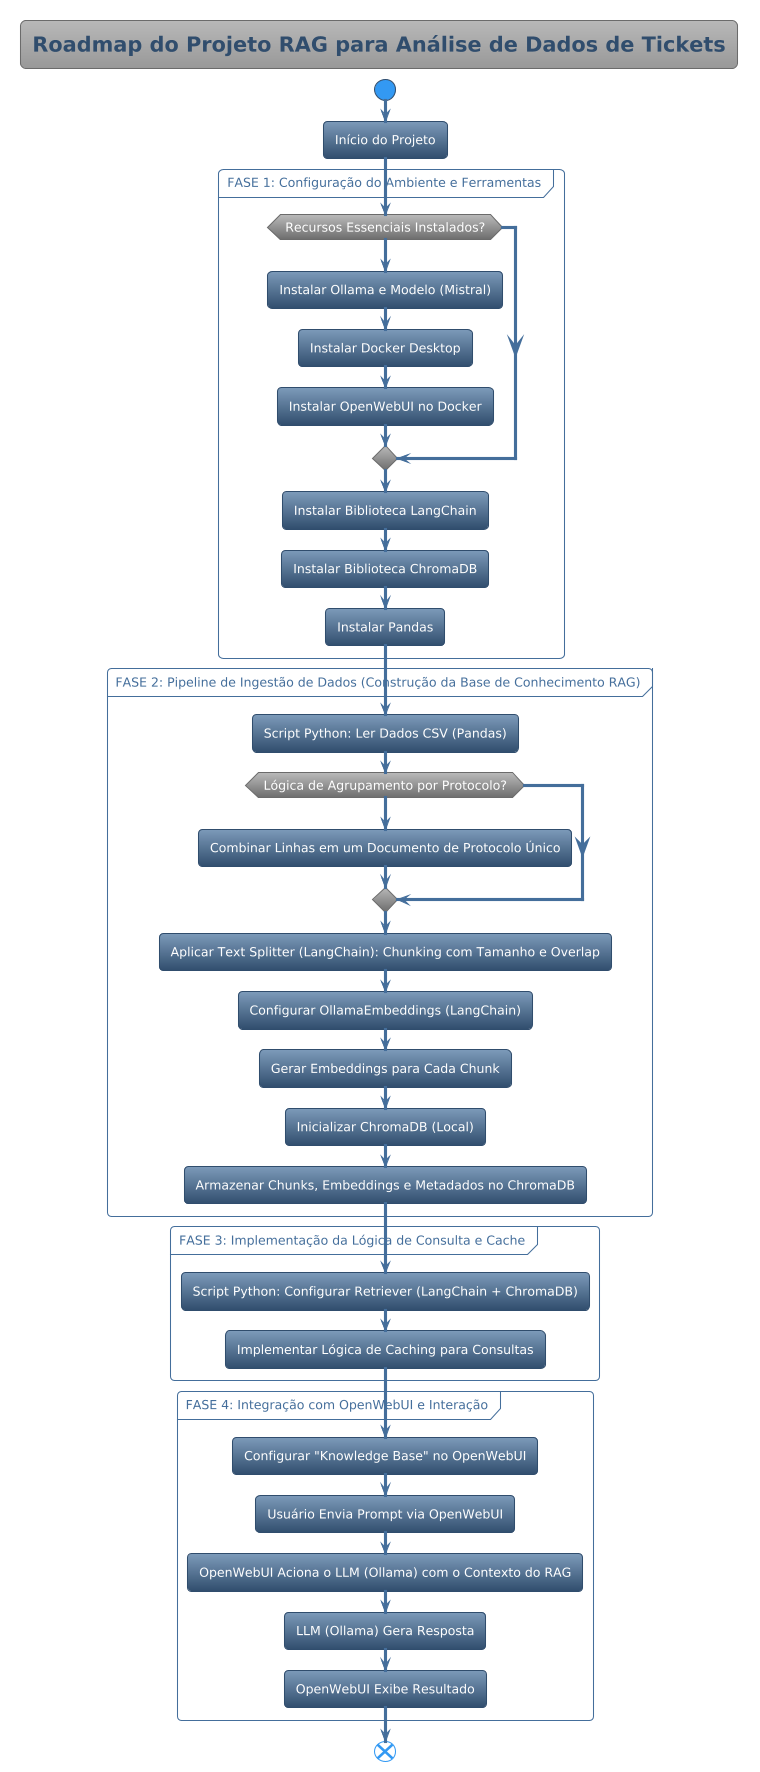 Roadmap do Projeto RAG para Análise de Dados de Tickets
Início do Projeto
FASE 1: Configuração do Ambiente e Ferramentas
Recursos Essenciais Instalados?
Instalar Ollama e Modelo (Mistral)
Instalar Docker Desktop
Instalar OpenWebUI no Docker
Instalar Biblioteca LangChain
Instalar Biblioteca ChromaDB
Instalar Pandas
FASE 2: Pipeline de Ingestão de Dados (Construção da Base de Conhecimento RAG)
Script Python: Ler Dados CSV (Pandas)
Lógica de Agrupamento por Protocolo?
Combinar Linhas em um Documento de Protocolo Único
Aplicar Text Splitter (LangChain): Chunking com Tamanho e Overlap
Configurar OllamaEmbeddings (LangChain)
Gerar Embeddings para Cada Chunk
Inicializar ChromaDB (Local)
Armazenar Chunks, Embeddings e Metadados no ChromaDB
FASE 3: Implementação da Lógica de Consulta e Cache
Script Python: Configurar Retriever (LangChain + ChromaDB)
Implementar Lógica de Caching para Consultas
FASE 4: Integração com OpenWebUI e Interação
Configurar "Knowledge Base" no OpenWebUI
Usuário Envia Prompt via OpenWebUI
OpenWebUI Aciona o LLM (Ollama) com o Contexto do RAG
LLM (Ollama) Gera Resposta
OpenWebUI Exibe Resultado